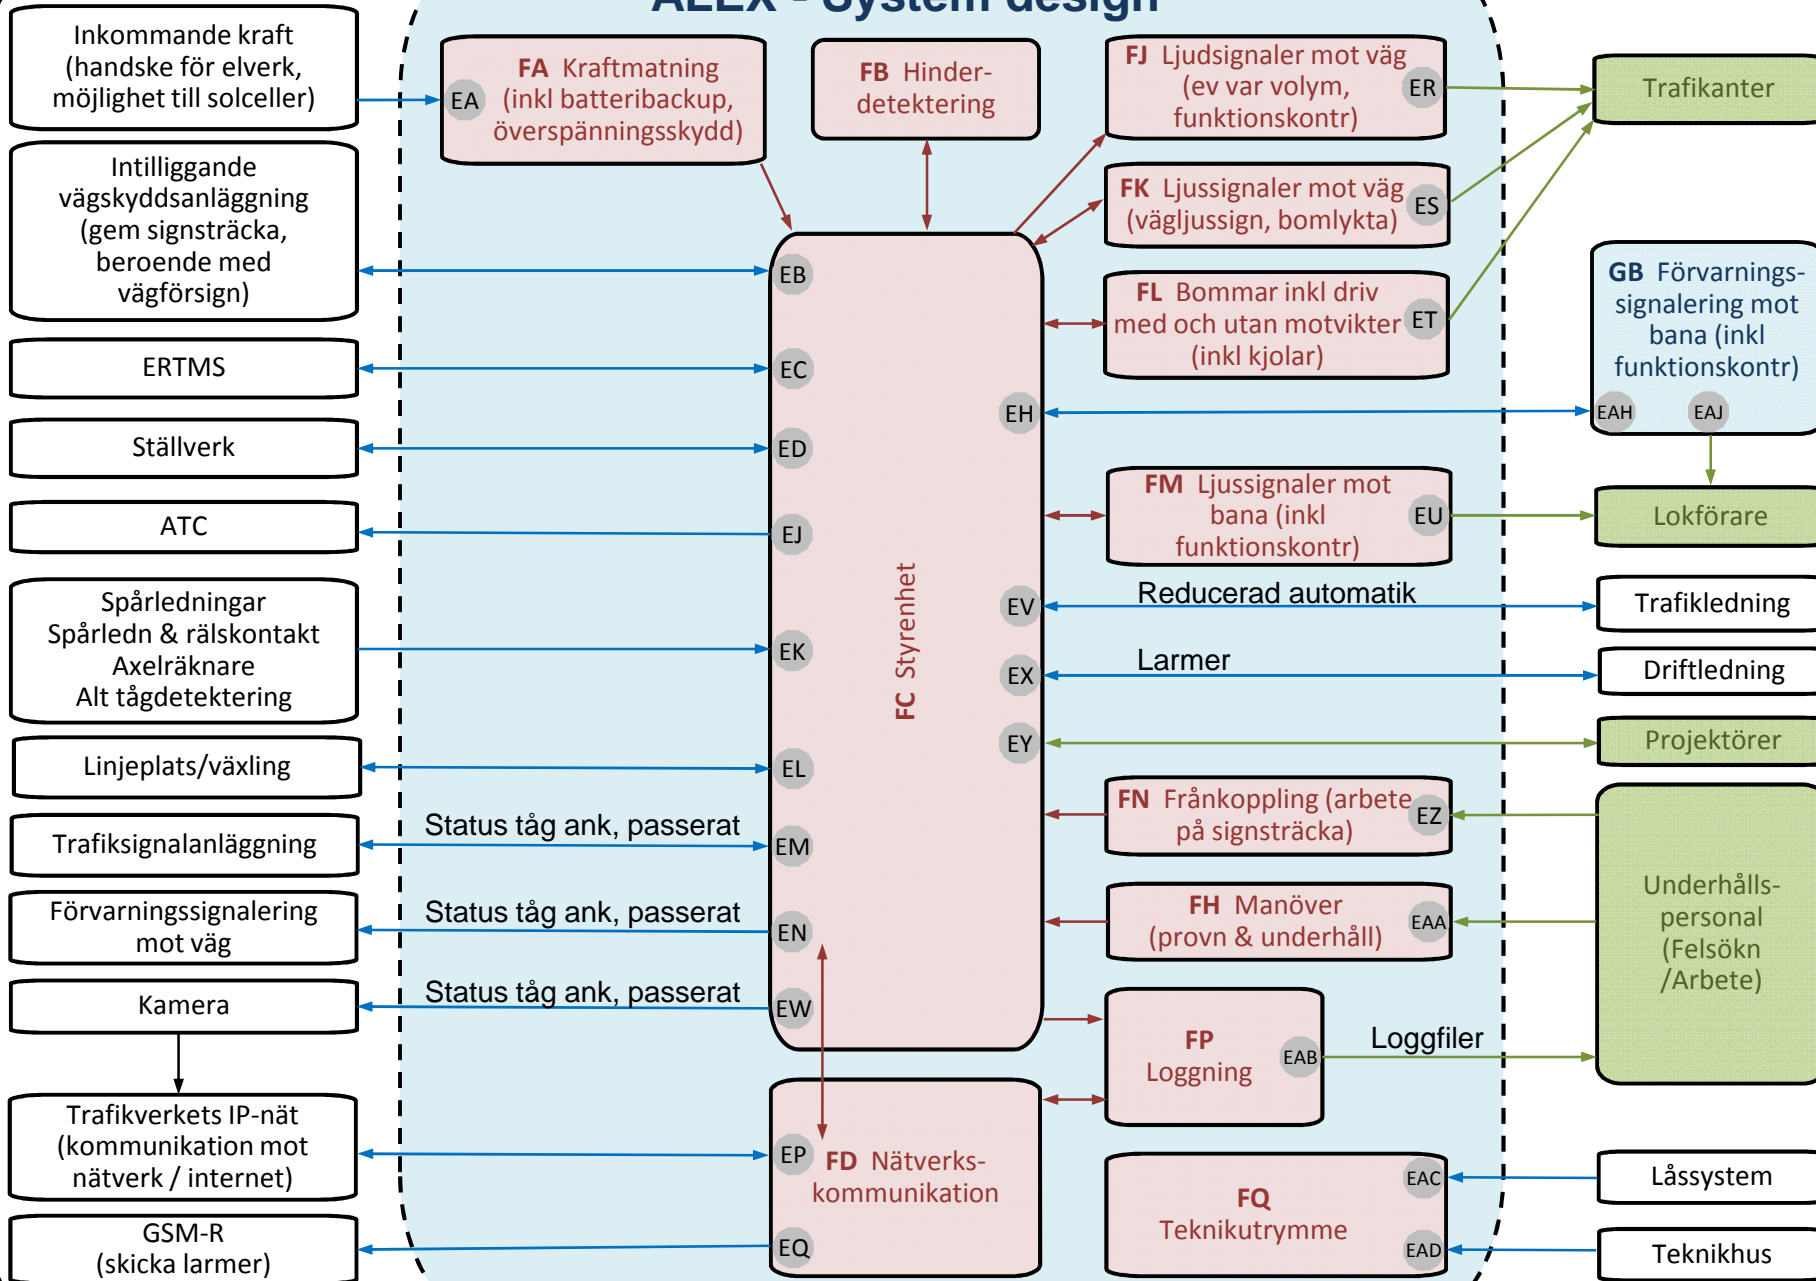 ALEX - System design
Inkommande kraft
(handske för elverk,
möjlighet till solceller)
Intilliggande
vägskyddsanläggning
(gem signsträcka,
beroende med
vägförsign)
ERTMS
Ställverk
ATC
Spårledningar
Spårledn & rälskontakt
Axelräknare
Alt tågdetektering
Linjeplats/växling
Trafiksignalanläggning
Förvarningssignalering
mot väg
Kamera
Trafikverkets IP-nät
(kommunikation mot
nätverk / internet)
GSM-R
(skicka larmer)
EA
FA Kraftmatning
(inkl batteribackup,
överspänningsskydd)
FB Hinder-
detektering
FJ Ljudsignaler mot väg
(ev var volym,
funktionskontr)
ER
FK Ljussignaler mot väg
(vägljussign, bomlykta)
ES
FL Bommar inkl driv
med och utan motvikter
(inkl kjolar)
ET
EB
EC
ED
EJ
EK
EL
EM
EN
EW
FC Styrenhet
EH
EV
EX
EY
Status tåg ank, passerat
Status tåg ank, passerat
Status tåg ank, passerat
FM Ljussignaler mot
bana (inkl
funktionskontr)
EU
Reducerad automatik
Larmer
FN Frånkoppling (arbete
på signsträcka)
EZ
FH Manöver
(provn & underhåll)
EAA
FP
Loggning
EAB
Loggfiler
EP
FD Nätverks-
kommunikation
EQ
FQ
Teknikutrymme
EAC
EAD
Trafikanter
GB Förvarnings-
signalering mot
bana (inkl
funktionskontr)
EAH
EAJ
Lokförare
Trafikledning
Driftledning
Projektörer
Underhålls-
personal
(Felsökn
/Arbete)
Låssystem
Teknikhus